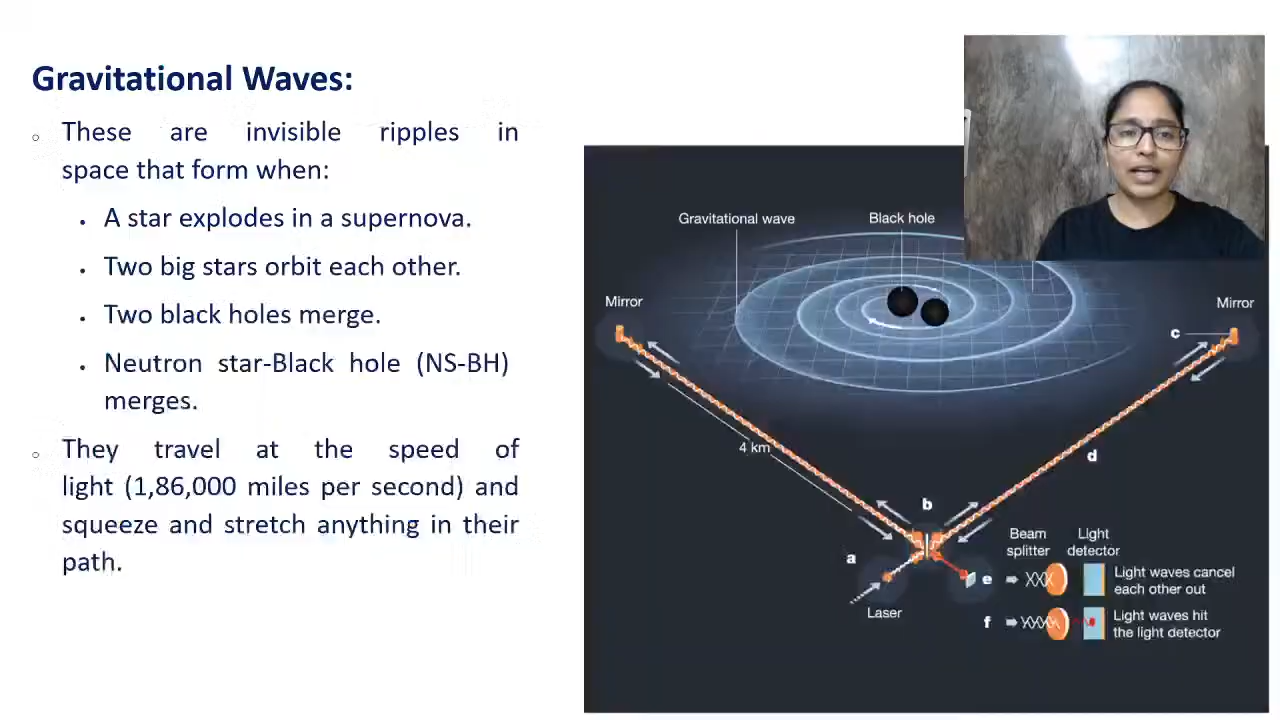 Gravitational Waves:
These are invisible ripples in
space that form when:
A star explodes in a supernova.
Two big stars orbit each other.
Two black holes merge.
Neutron star-Black hole (NS-BH)
merges.
They travel at the speed of
light (1,86,000 miles per second) and
squeeze and stretch anything in their
path.
Gravitational wave
Black hole
Mirror
Mirror
c
4 km
d
b
a
Laser
Beam
splitter
Light
detector
e
Light waves cancel
each other out
f
Light waves hit
the light detector